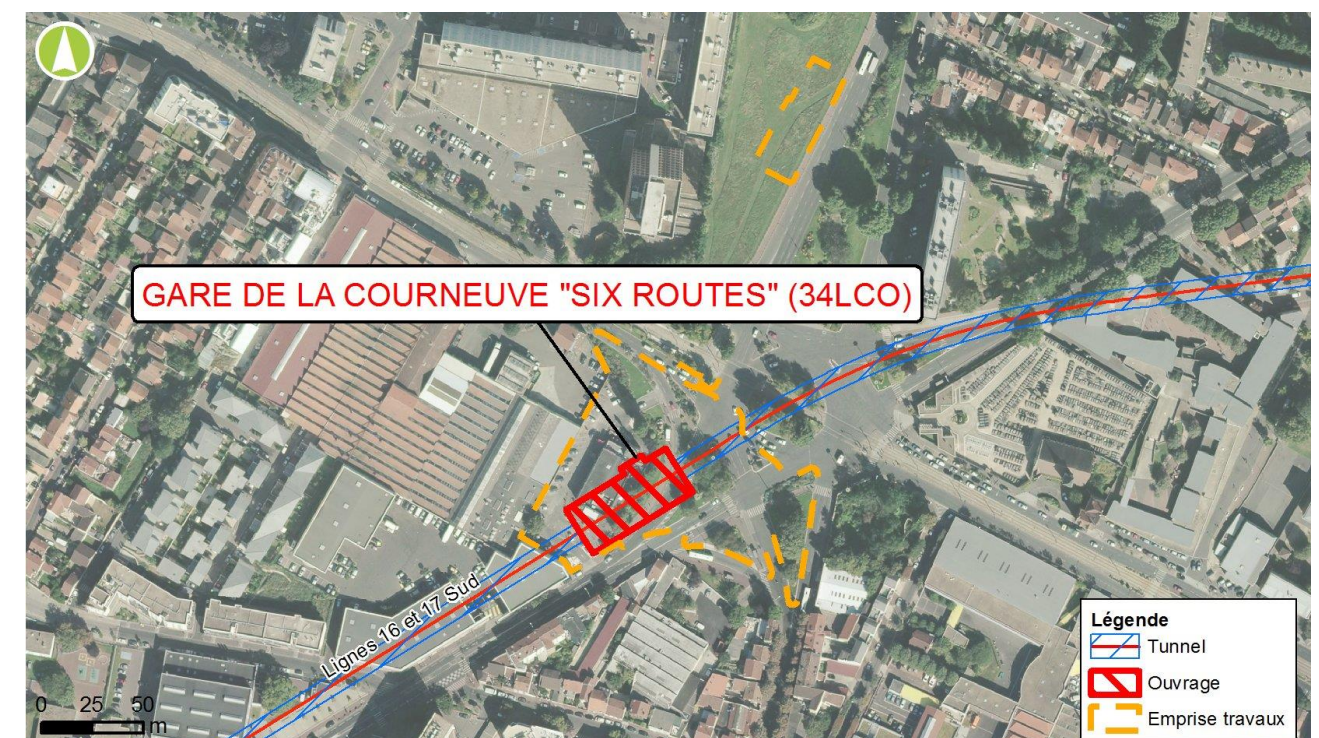 GARE DE LA COURNEUVE "SIX ROUTES" (34LCO)
Lignes 16 et 17 Sud
Légende
Tunnel
Ouvrage
Emprise travaux
0 25 50
m